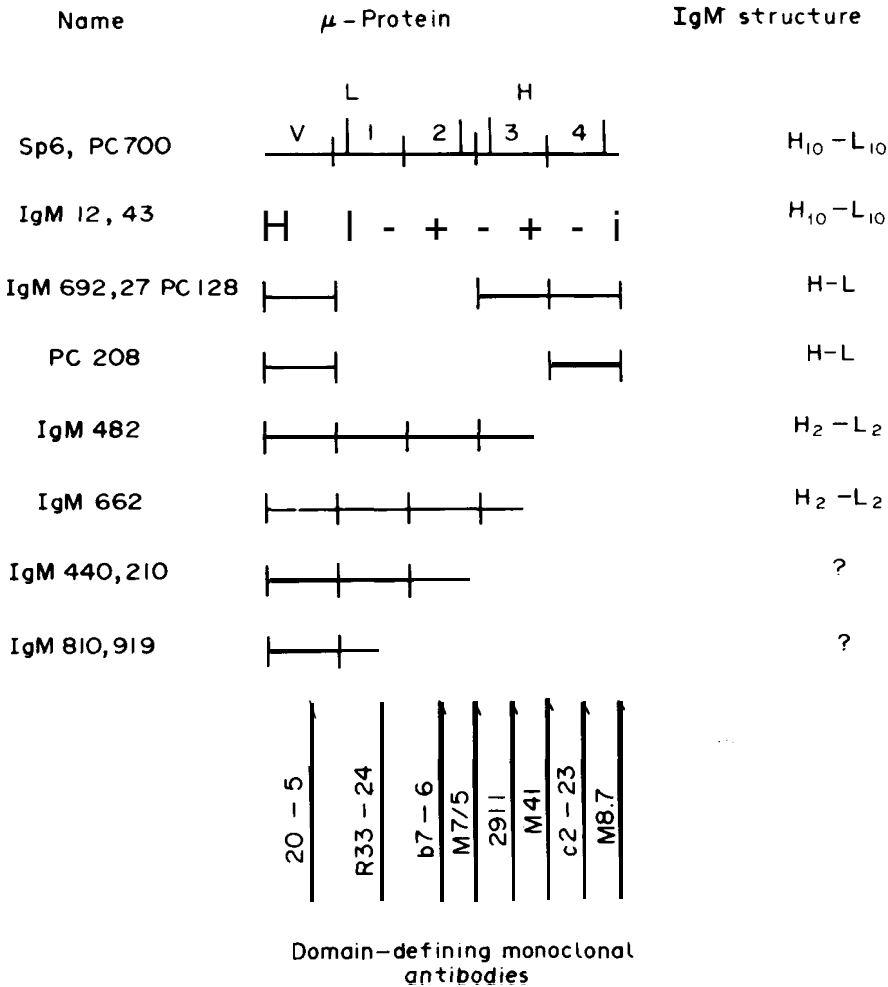 Name μ-Protein IgM structure
L H
Sp6, PC700 V 1 2 3 4 H₁₀-L₁₀
IgM 12, 43 H I - + - + - i H₁₀-L₁₀
IgM 692,27 PC128 H-L
PC 208 H-L
IgM 482 H₂-L₂
IgM 662 H₂-L₂
IgM 440,210 ?
IgM 810,919 ?
20-5
R33-24
b7-6
M7/5
2911
M41
c2-23
M8.7
Domain-defining monoclonal
antibodies